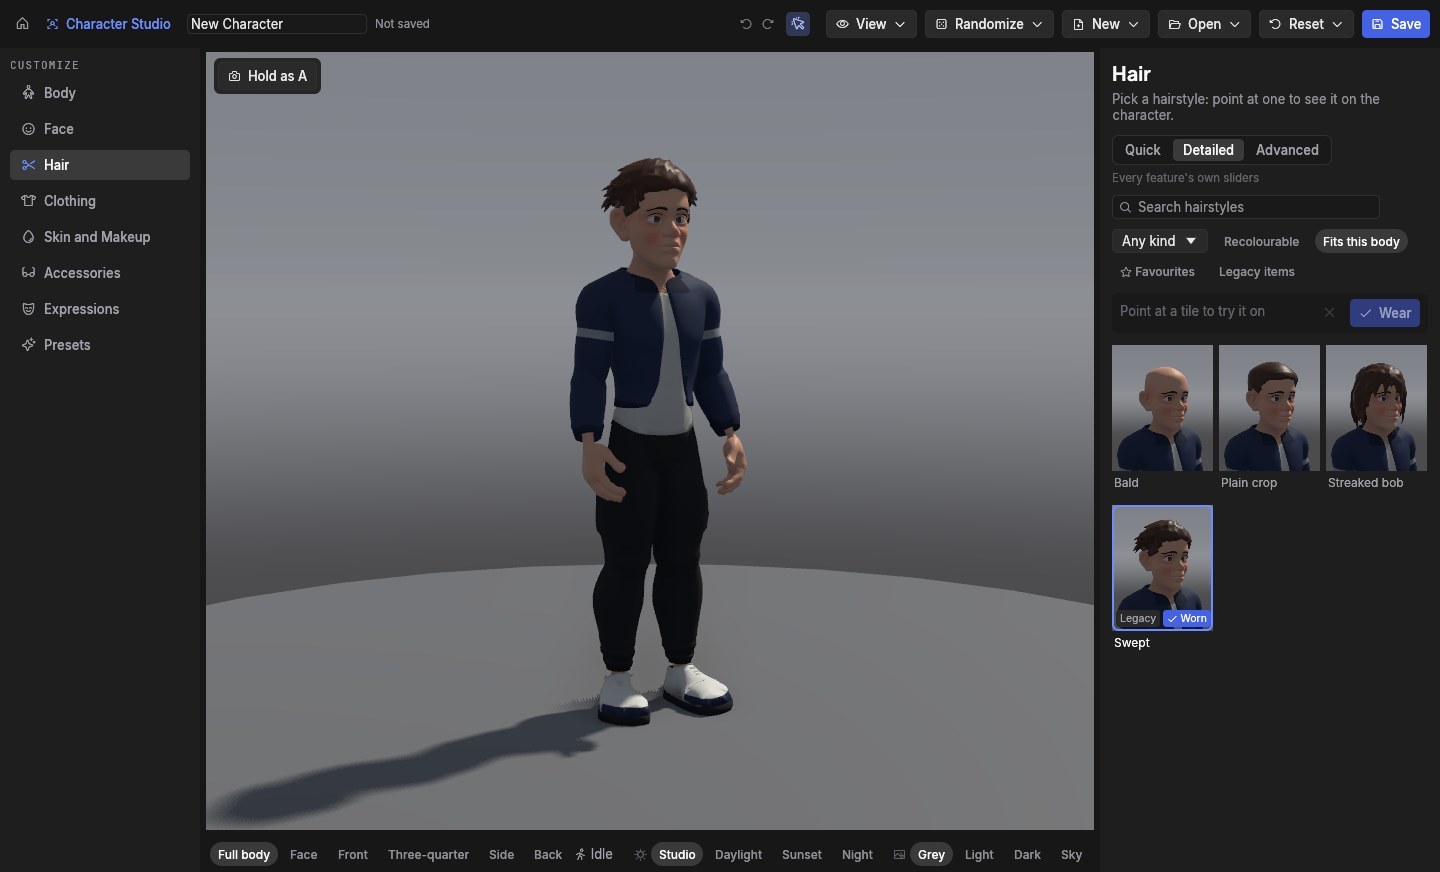 Character Studio
New Character
Not saved
View
Randomize
New
Open
Reset
Save
CUSTOMIZE
Body
Face
Hair
Clothing
Skin and Makeup
Accessories
Expressions
Presets
Hold as A
Full body
Face
Front
Three-quarter
Side
Back
Idle
Studio
Daylight
Sunset
Night
Grey
Light
Dark
Sky
Hair
Pick a hairstyle: point at one to see it on the
character.
Quick
Detailed
Advanced
Every feature's own sliders
Search hairstyles
Any kind
Recolourable
Fits this body
Favourites
Legacy items
Point at a tile to try it on
Wear
Bald
Plain crop
Streaked bob
Legacy
Worn
Swept